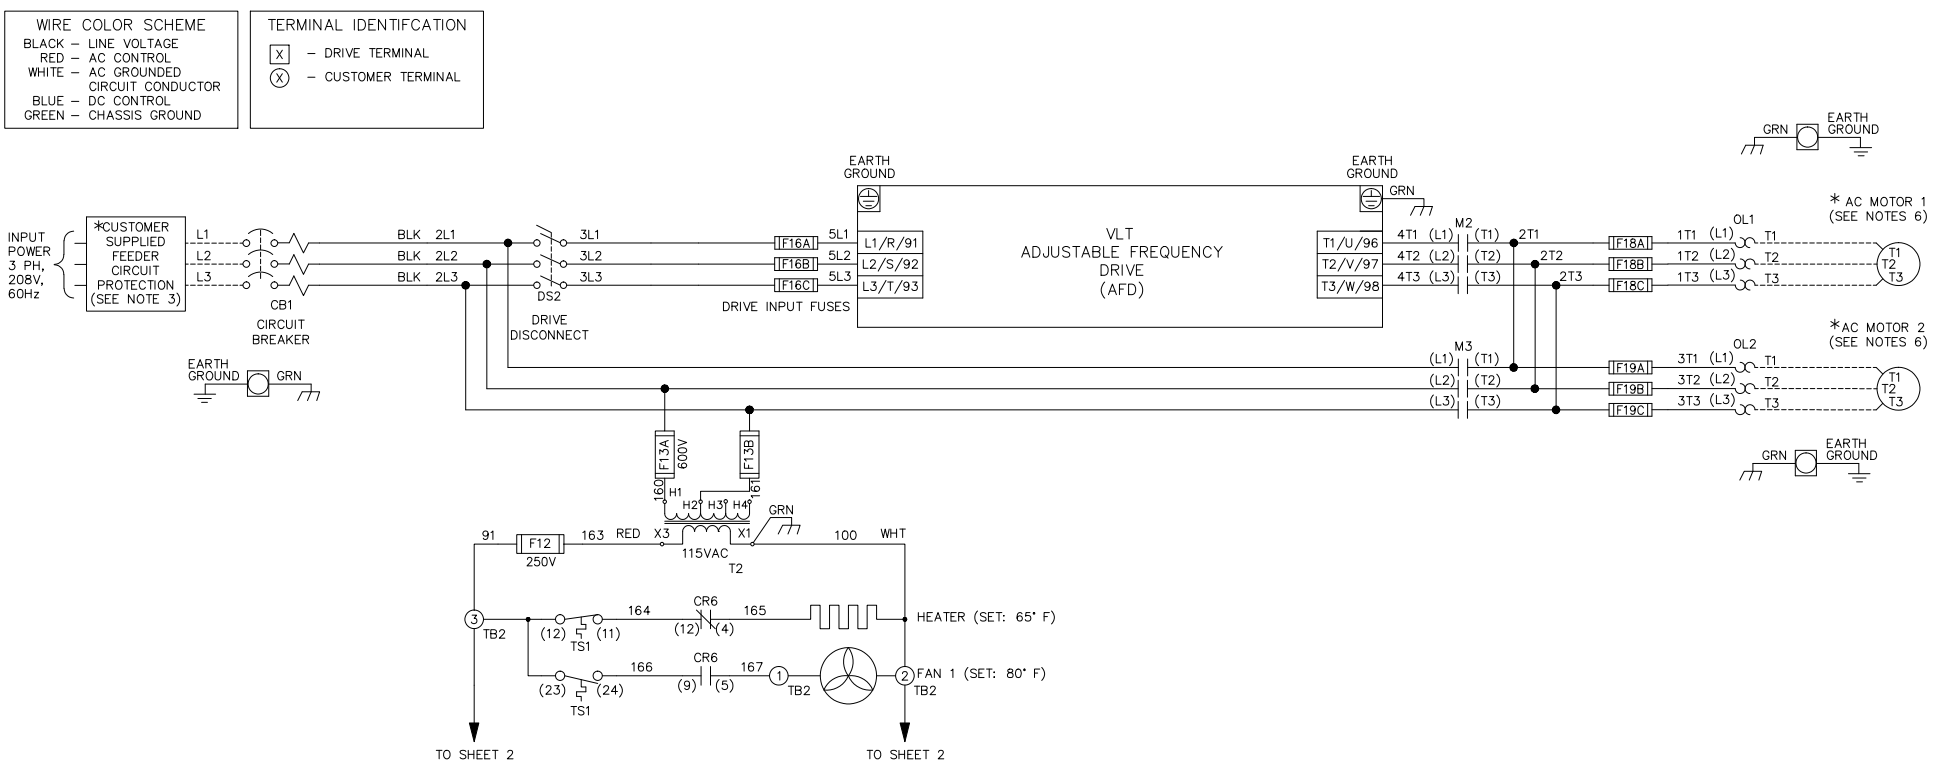 WIRE COLOR SCHEME
BLACK – LINE VOLTAGE
RED – AC CONTROL
WHITE – AC GROUNDED
CIRCUIT CONDUCTOR
BLUE – DC CONTROL
GREEN – CHASSIS GROUND
TERMINAL IDENTIFCATION
X – DRIVE TERMINAL
X – CUSTOMER TERMINAL
INPUT
POWER
3 PH,
208V,
60Hz
*CUSTOMER
SUPPLIED
FEEDER
CIRCUIT
PROTECTION
(SEE NOTE 3)
L1
L2
L3
CB1
CIRCUIT
BREAKER
EARTH
GROUND
GRN
BLK 2L1
BLK 2L2
BLK 2L3
DS2
DRIVE
DISCONNECT
3L1
3L2
3L3
F16A
F16B
F16C
DRIVE INPUT FUSES
5L1
5L2
5L3
EARTH
GROUND
L1/R/91
L2/S/92
L3/T/93
VLT
ADJUSTABLE FREQUENCY
DRIVE
(AFD)
EARTH
GROUND
GRN
T1/U/96
T2/V/97
T3/W/98
M2
4T1 (L1) (T1) 2T1
4T2 (L2) (T2) 2T2
4T3 (L3) (T3) 2T3
F18A
F18B
F18C
OL1
1T1 (L1) T1
1T2 (L2) T2
1T3 (L3) T3
GRN
EARTH
GROUND
* AC MOTOR 1
(SEE NOTES 6)
T1
T2
T3
M3
(L1) (T1)
(L2) (T2)
(L3) (T3)
F19A
F19B
F19C
OL2
3T1 (L1) T1
3T2 (L2) T2
3T3 (L3) T3
*AC MOTOR 2
(SEE NOTES 6)
T1
T2
T3
GRN
EARTH
GROUND
F13A
600V
F13B
160
161
H1
H2 H3 H4
GRN
91
F12
250V
163
RED
X3
X1
115VAC
T2
100
WHT
3
TB2
(12) (11)
TS1
164
CR6
(12) (4)
165
HEATER (SET: 65° F)
(23) (24)
TS1
166
CR6
(9) (5)
167
1
TB2
2
TB2
FAN 1 (SET: 80° F)
TO SHEET 2
TO SHEET 2